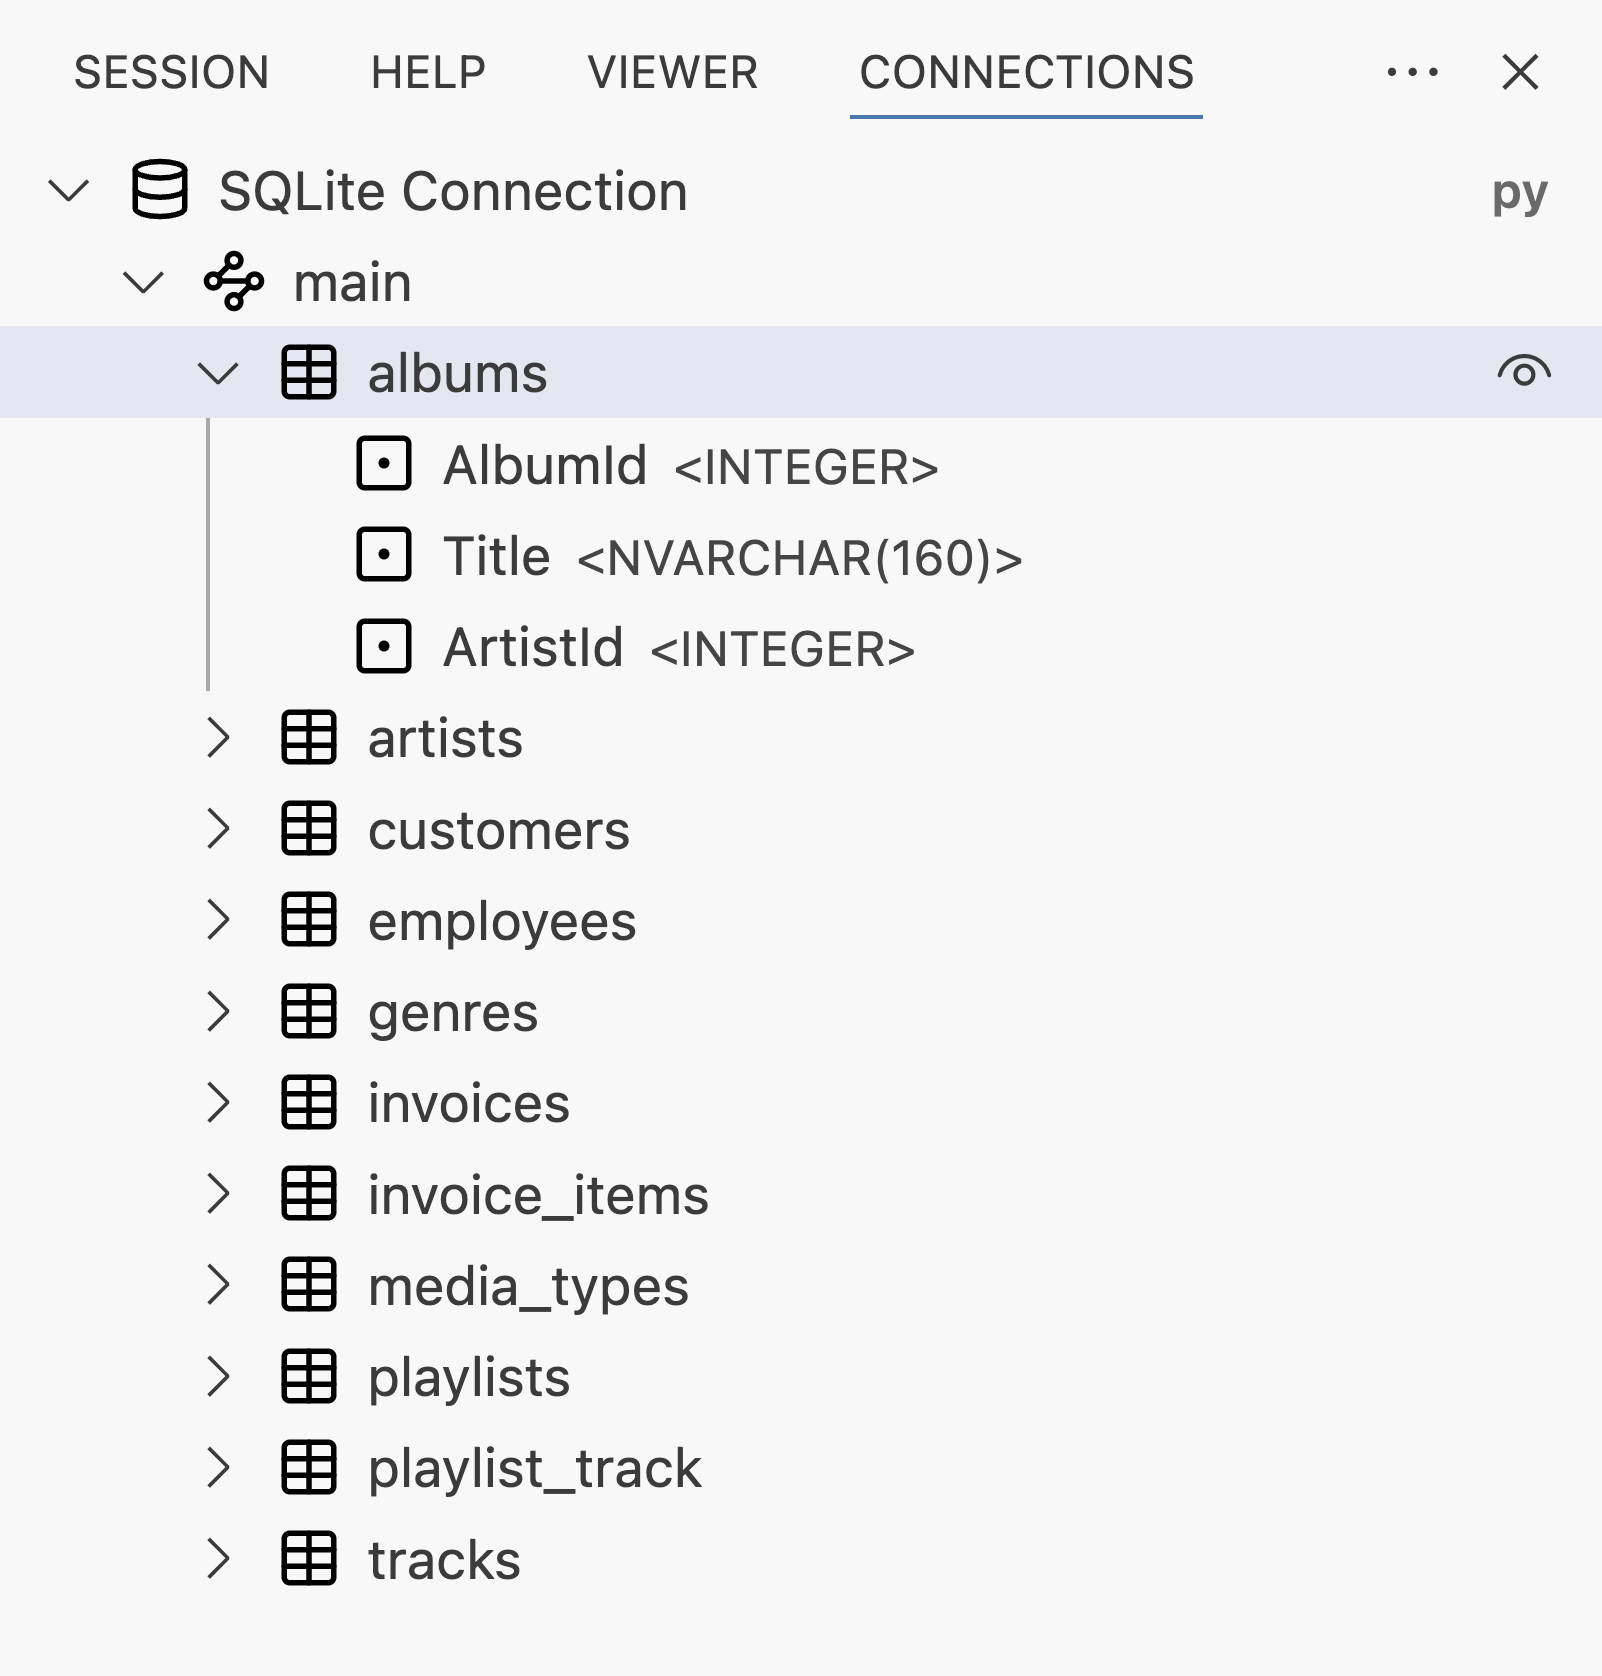 SESSION HELP VIEWER CONNECTIONS
SQLite Connection py
main
albums
AlbumId <INTEGER>
Title <NVARCHAR(160)>
ArtistId <INTEGER>
artists
customers
employees
genres
invoices
invoice_items
media_types
playlists
playlist_track
tracks